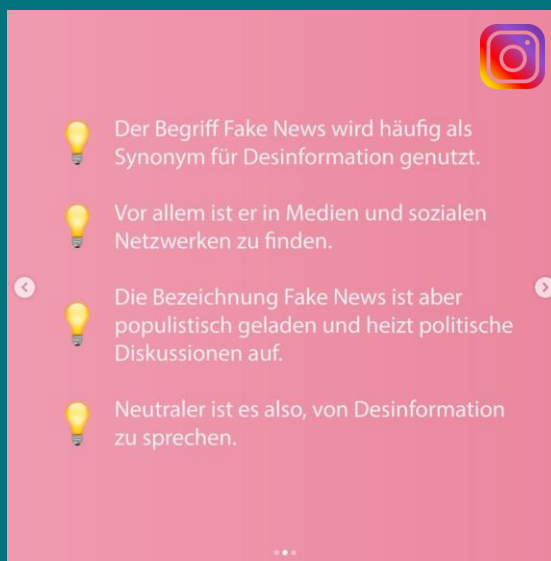 Der Begriff Fake News wird häufig als
Synonym für Desinformation genutzt.
Vor allem ist er in Medien und sozialen
Netzwerken zu finden.
Die Bezeichnung Fake News ist aber
populistisch geladen und heizt politische
Diskussionen auf.
Neutraler ist es also, von Desinformation
zu sprechen.